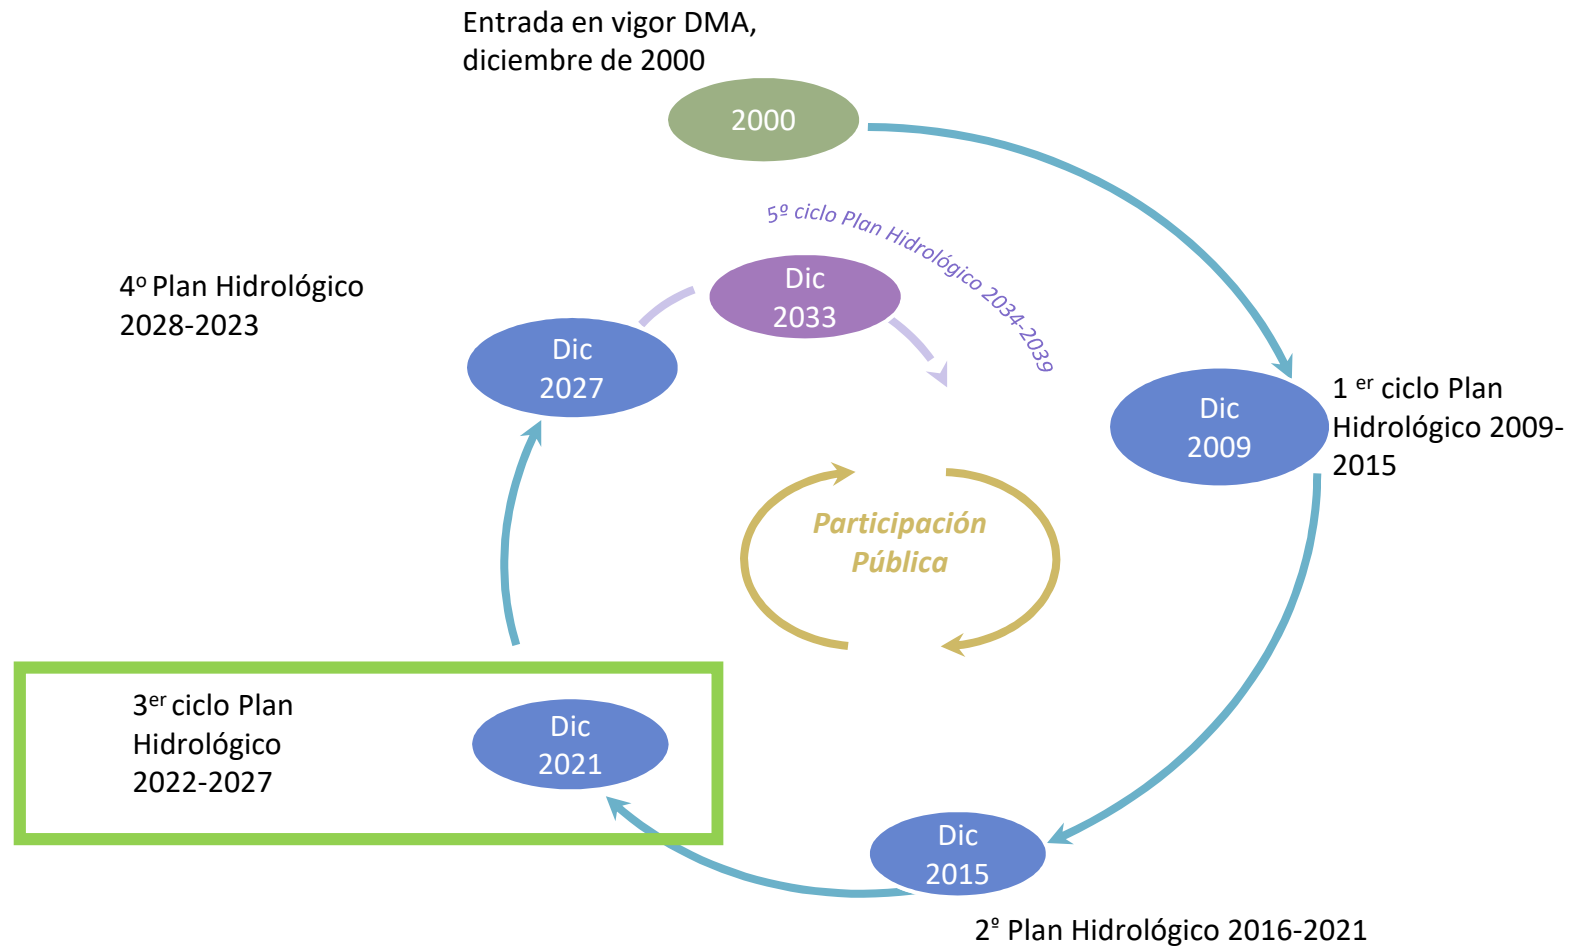 Entrada en vigor DMA,
diciembre de 2000
2000
5º ciclo Plan Hidrológico 2034-2039
Dic
2033
4º Plan Hidrológico
2028-2023
Dic
2027
Dic
2009
1 er ciclo Plan
Hidrológico 2009-
2015
Participación
Pública
3er ciclo Plan
Hidrológico
2022-2027
Dic
2021
Dic
2015
2º Plan Hidrológico 2016-2021